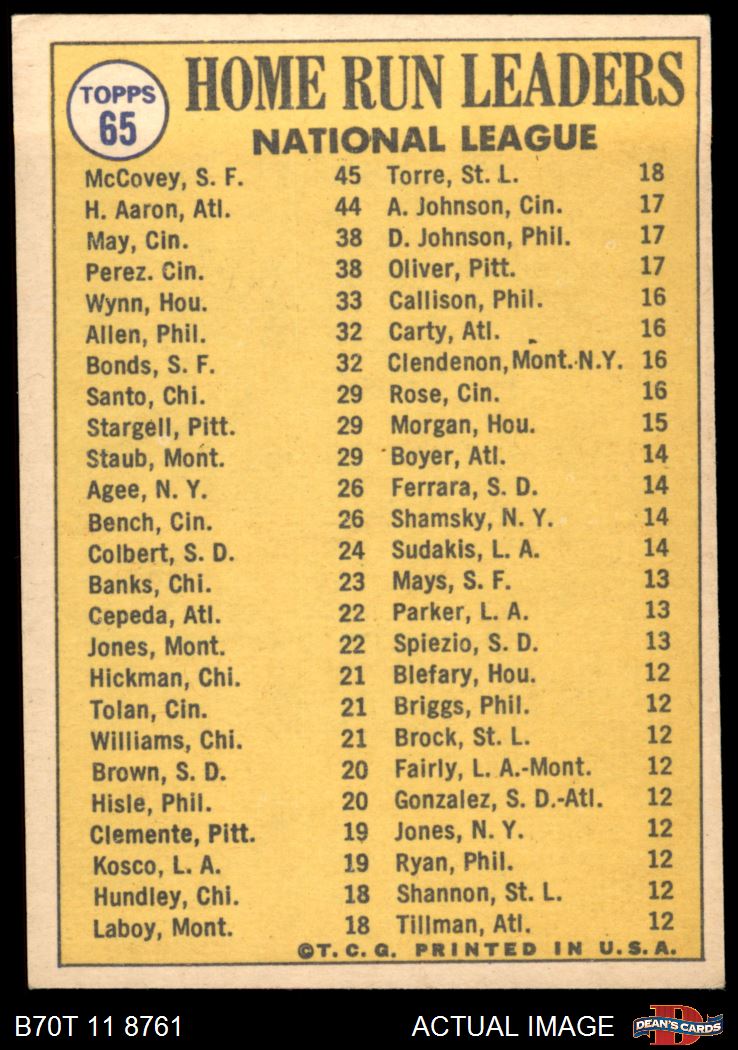 TOPPS
65
HOME RUN LEADERS
NATIONAL LEAGUE
McCovey, S. F. 45
H. Aaron, Atl. 44
May, Cin. 38
Perez. Cin. 38
Wynn, Hou. 33
Allen, Phil. 32
Bonds, S. F. 32
Santo, Chi. 29
Stargell, Pitt. 29
Staub, Mont. 29
Agee, N. Y. 26
Bench, Cin. 26
Colbert, S. D. 24
Banks, Chi. 23
Cepeda, Atl. 22
Jones, Mont. 22
Hickman, Chi. 21
Tolan, Cin. 21
Williams, Chi. 21
Brown, S. D. 20
Hisle, Phil. 20
Clemente, Pitt. 19
Kosco, L. A. 19
Hundley, Chi. 18
Laboy, Mont. 18
Torre, St. L. 18
A. Johnson, Cin. 17
D. Johnson, Phil. 17
Oliver, Pitt. 17
Callison, Phil. 16
Carty, Atl. 16
Clendenon, Mont.-N.Y. 16
Rose, Cin. 16
Morgan, Hou. 15
Boyer, Atl. 14
Ferrara, S. D. 14
Shamsky, N. Y. 14
Sudakis, L. A. 14
Mays, S. F. 13
Parker, L. A. 13
Spiezio, S. D. 13
Blefary, Hou. 12
Briggs, Phil. 12
Brock, St. L. 12
Fairly, L. A.-Mont. 12
Gonzalez, S. D.-Atl. 12
Jones, N. Y. 12
Ryan, Phil. 12
Shannon, St. L. 12
Tillman, Atl. 12
©T. C. G. PRINTED IN U.S.A.
B70T 11 8761
ACTUAL IMAGE
D
DEAN'S CARDS